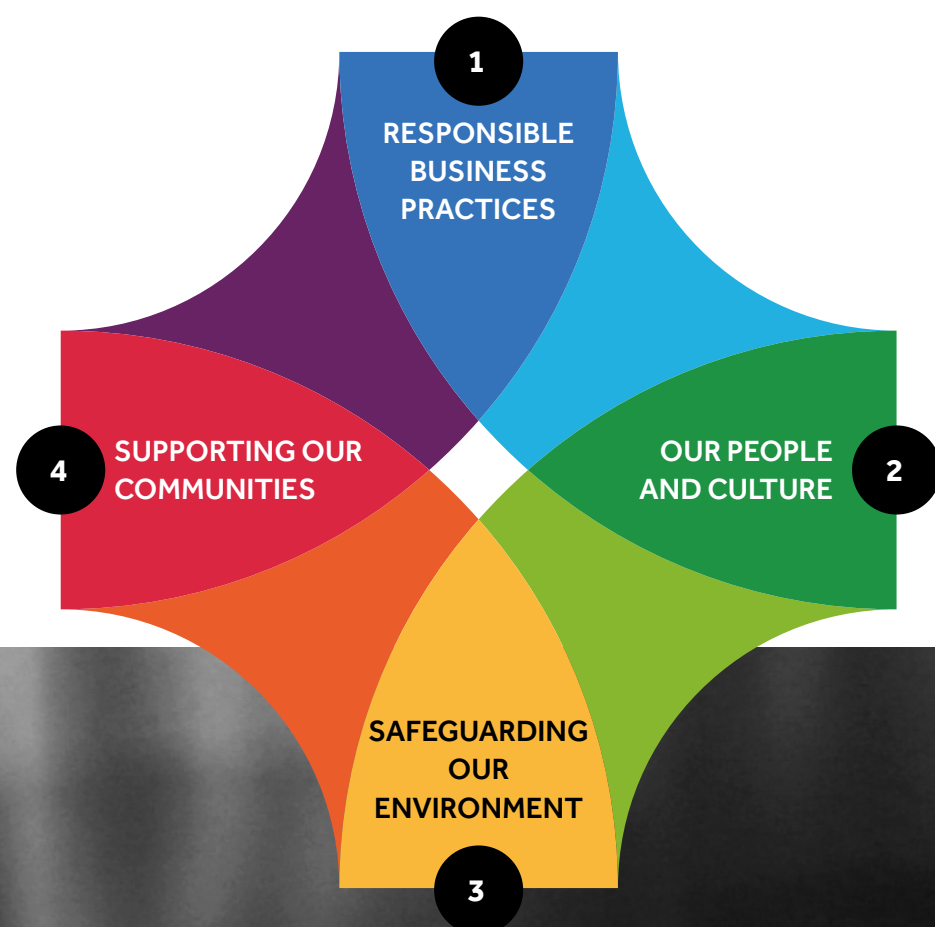 1
RESPONSIBLE
BUSINESS
PRACTICES
4
SUPPORTING OUR
COMMUNITIES
OUR PEOPLE
AND CULTURE
2
SAFEGUARDING
OUR
ENVIRONMENT
3